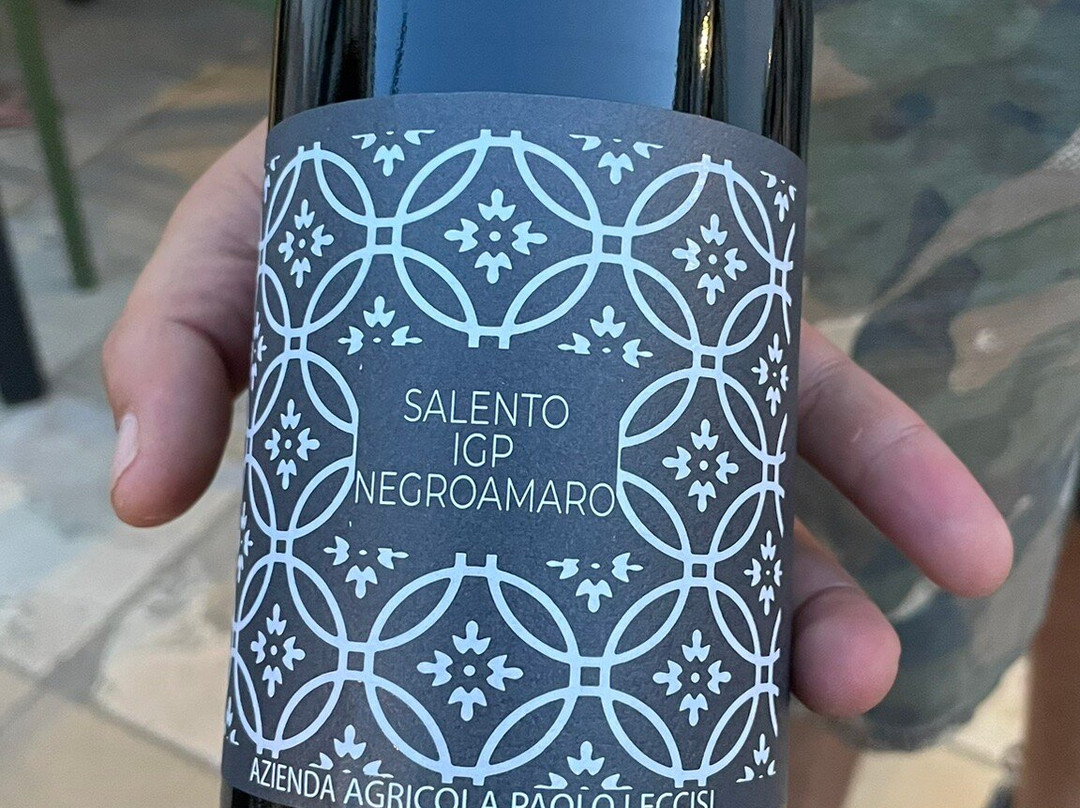 SALENTO
IGP
NEGROAMARO
AZIENDA AGRICOLA PAOLO LECCISI